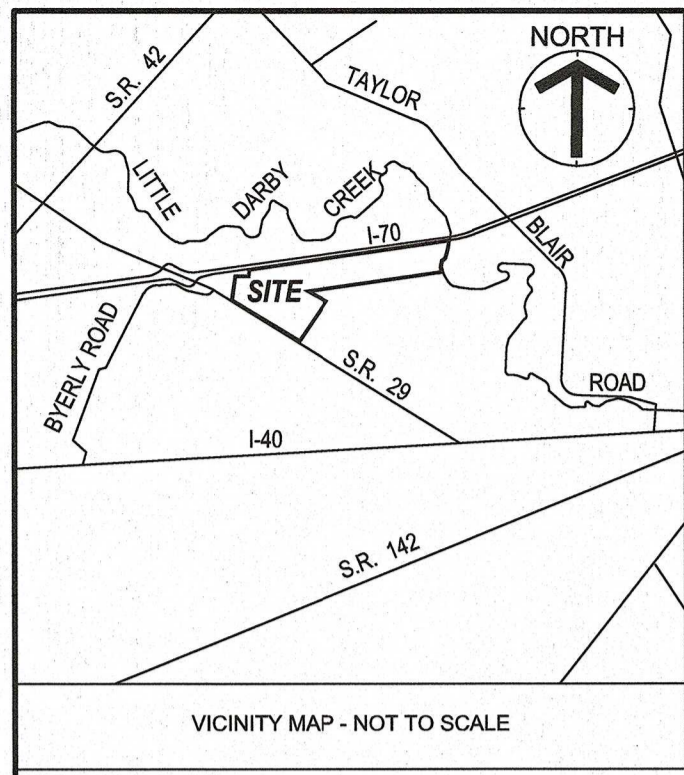 NORTH
S.R. 42
TAYLOR
LITTLE
DARBY
CREEK
I-70
BLAIR
SITE
BYERLY ROAD
S.R. 29
ROAD
I-40
S.R. 142
VICINITY MAP - NOT TO SCALE